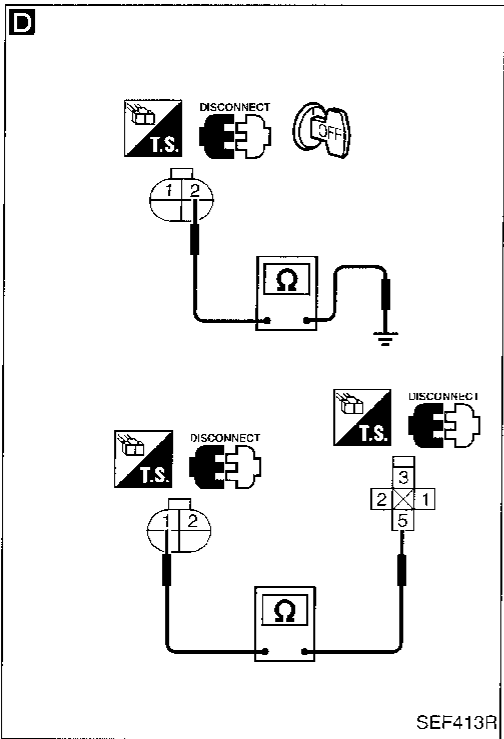 D
DISCONNECT
T.S.
OFF
1 2
Ω
DISCONNECT
T.S.
DISCONNECT
T.S.
3
2 1
5
1 2
Ω
SEF413R